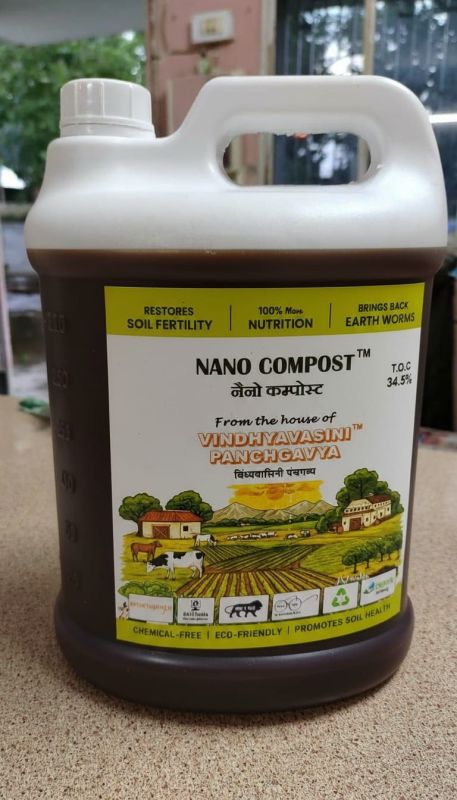 RESTORES
SOIL FERTILITY
100% More
NUTRITION
BRINGS BACK
EARTH WORMS
NANO COMPOST™
नैनो कम्पोस्ट
T.O.C
34.5%
From the house of
VINDHYAVASINI™
PANCHGAVYA
विंध्यवासिनी पंचगव्य
CHEMICAL-FREE | ECO-FRIENDLY | PROMOTES SOIL HEALTH